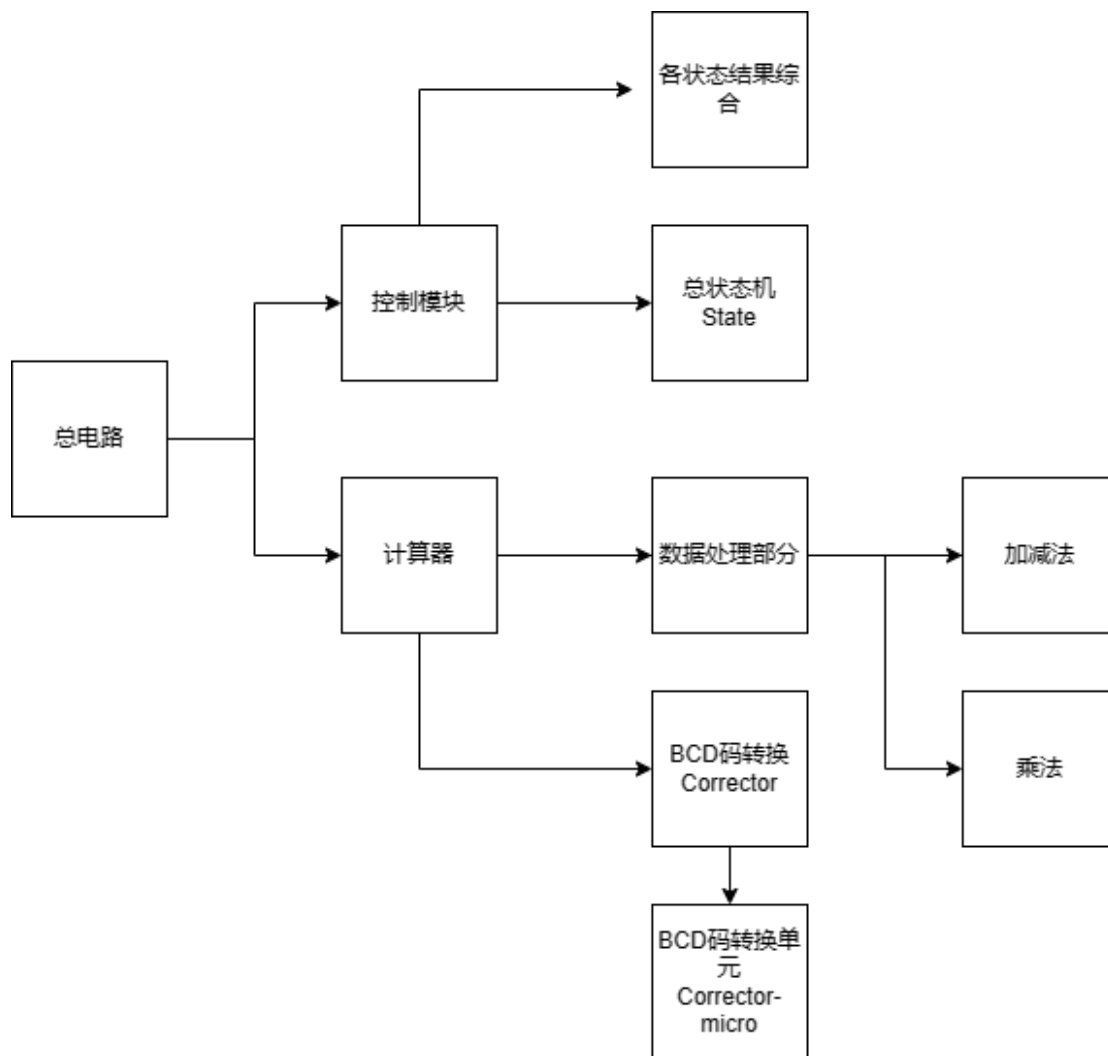 各状态结果综
合
控制模块
总状态机
State
总电路
计算器
数据处理部分
加减法
BCD码转换
Corrector
乘法
BCD码转换单
元
Corrector-
micro